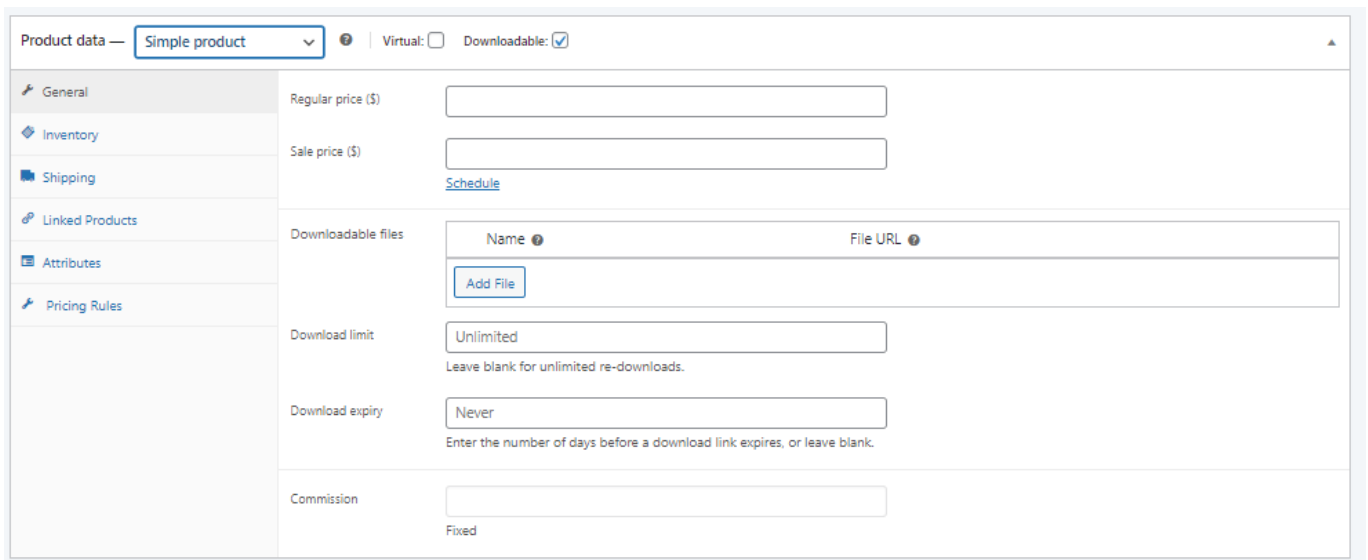 Product data — Simple product Virtual: Downloadable:
General
Inventory
Shipping
Linked Products
Attributes
Pricing Rules
Regular price ($)
Sale price ($)
Schedule
Downloadable files Name File URL
Add File
Download limit Unlimited
Leave blank for unlimited re-downloads.
Download expiry Never
Enter the number of days before a download link expires, or leave blank.
Commission
Fixed